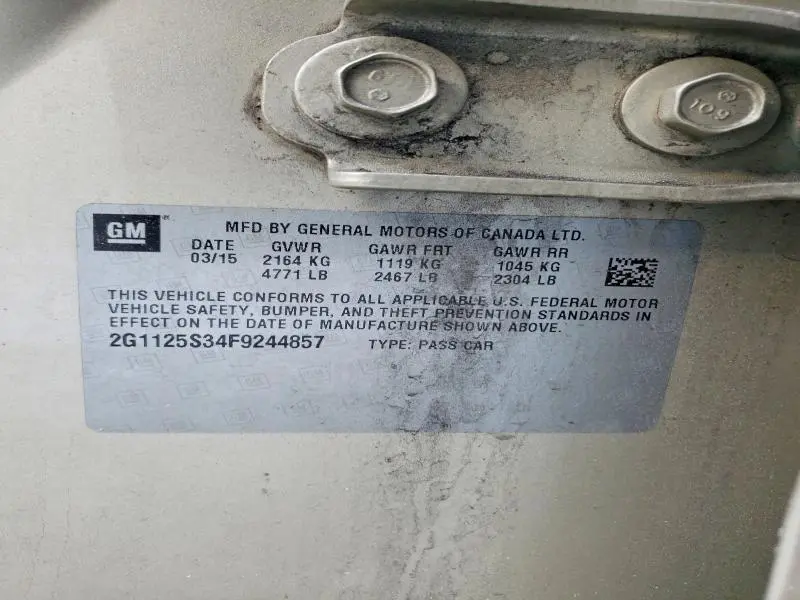 GM
MFD BY GENERAL MOTORS OF CANADA LTD.
DATE GVWR GAWR FRT GAWR RR
03/15 2164 KG 1119 KG 1045 KG
4771 LB 2467 LB 2304 LB
THIS VEHICLE CONFORMS TO ALL APPLICABLE U.S. FEDERAL MOTOR
VEHICLE SAFETY, BUMPER, AND THEFT PREVENTION STANDARDS IN
EFFECT ON THE DATE OF MANUFACTURE SHOWN ABOVE.
2G1125S34F9244857 TYPE: PASS CAR
109